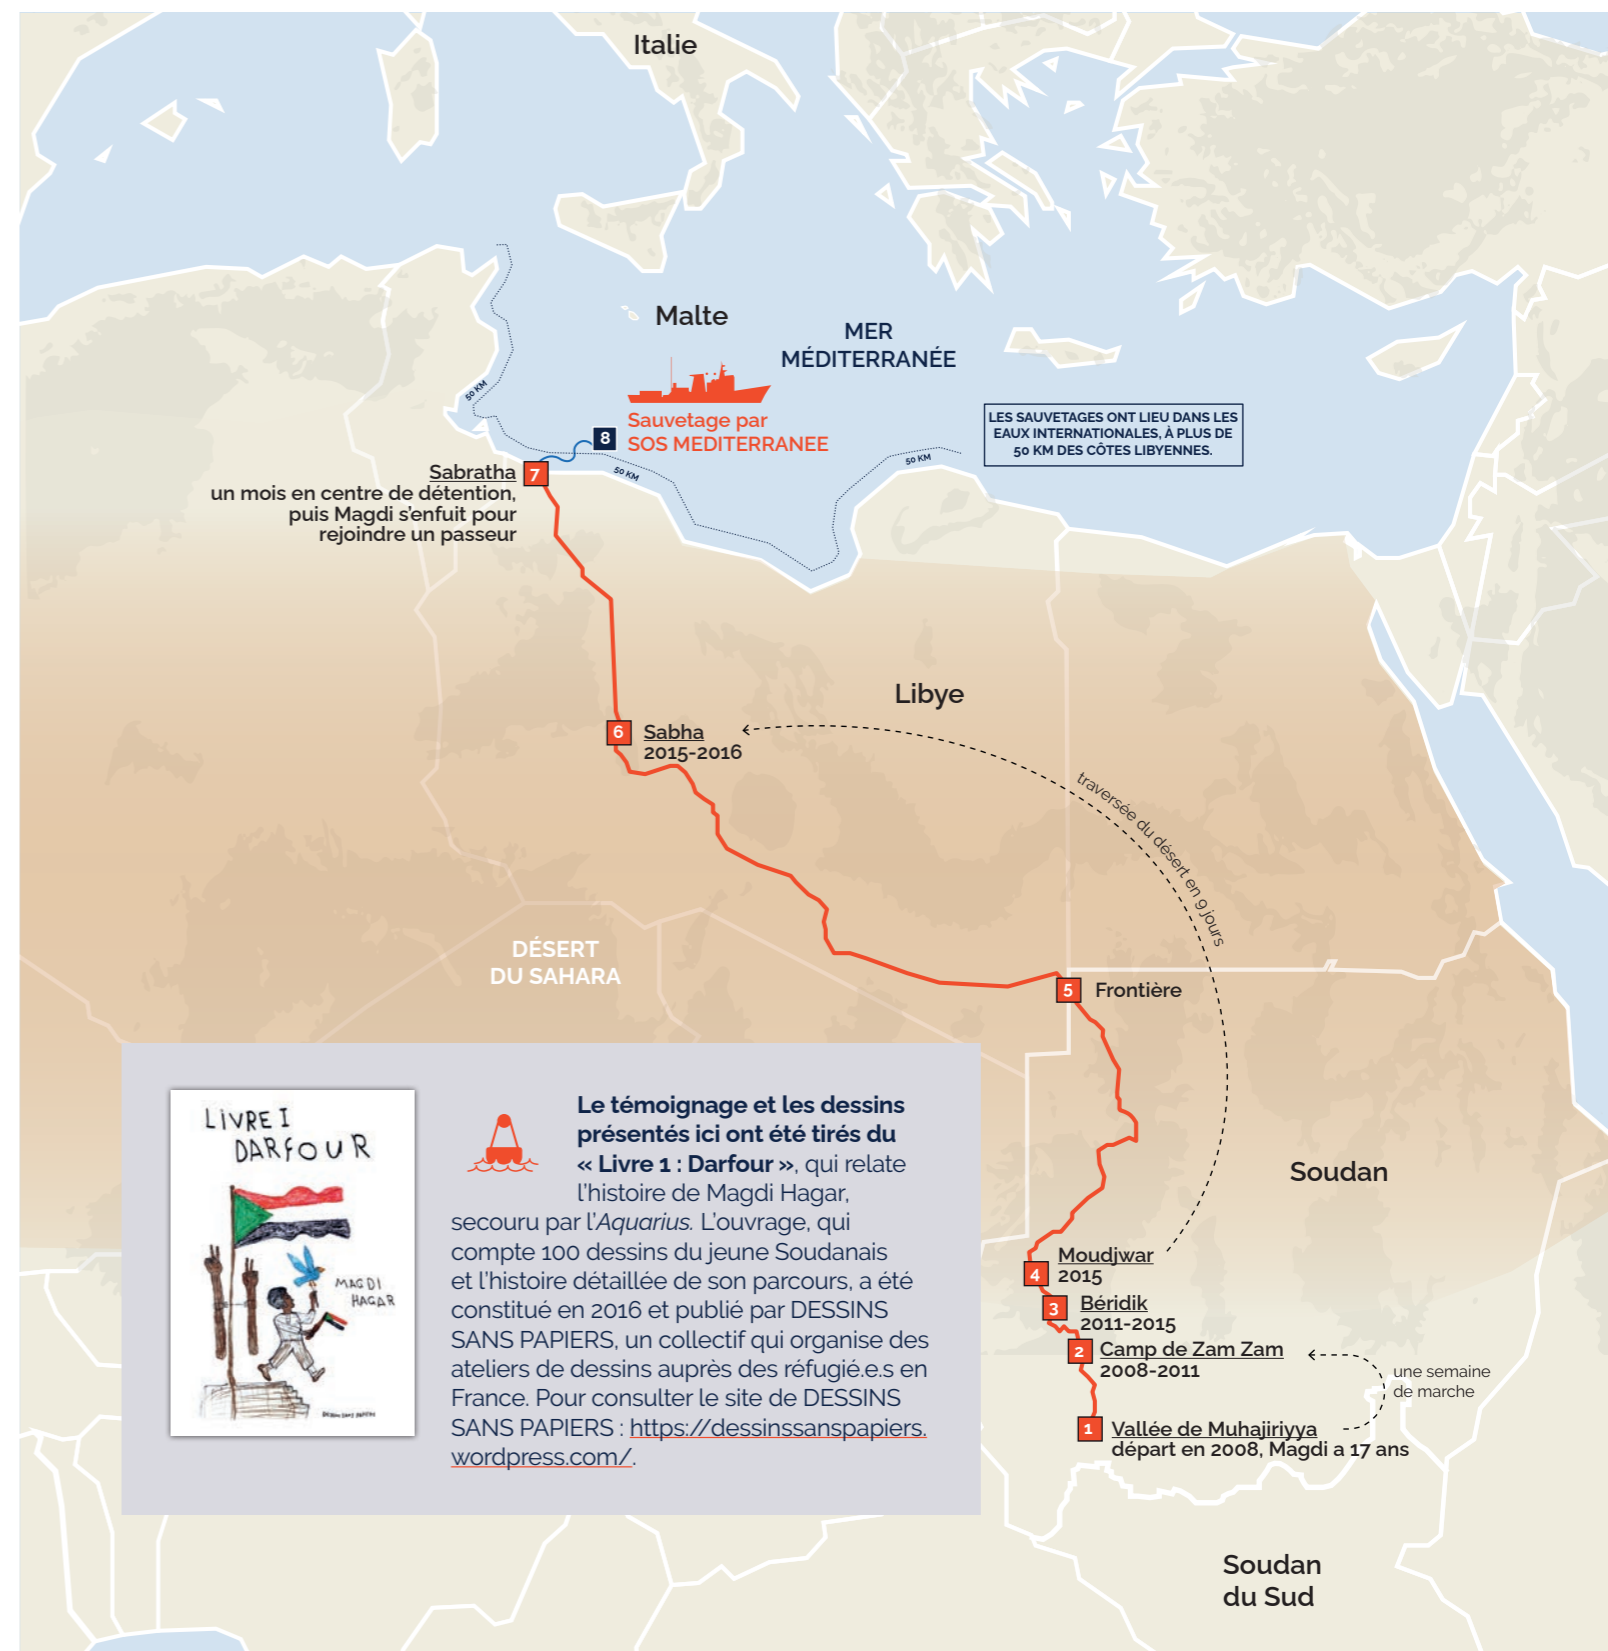 Italie
Malte
MER
MÉDITERRANÉE
50 KM
Sauvetage par
SOS MEDITERRANEE
8
LES SAUVETAGES ONT LIEU DANS LES
EAUX INTERNATIONALES, À PLUS DE
50 KM DES CÔTES LIBYENNES.
50 KM
50 KM
Sabratha
7
un mois en centre de détention,
puis Magdi s'enfuit pour
rejoindre un passeur
Libye
6
Sabha
2015-2016
traversée du désert en 9 jours
DÉSERT
DU SAHARA
5
Frontière
Soudan
Moudjwar
4
2015
3
Béridik
2011-2015
2
Camp de Zam Zam
2008-2011
une semaine
de marche
1
Vallée de Muhajiriyya
départ en 2008, Magdi a 17 ans
Soudan
du Sud
LIVRE I
DARFOUR
MAGDI
HAGAR
DESSINS SANS PAPIERS
Le témoignage et les dessins
présentés ici ont été tirés du
« Livre 1 : Darfour », qui relate
l'histoire de Magdi Hagar,
secouru par l'Aquarius. L'ouvrage, qui
compte 100 dessins du jeune Soudanais
et l'histoire détaillée de son parcours, a été
constitué en 2016 et publié par DESSINS
SANS PAPIERS, un collectif qui organise des
ateliers de dessins auprès des réfugié.e.s en
France. Pour consulter le site de DESSINS
SANS PAPIERS : https://dessinssanspapiers.
wordpress.com/.